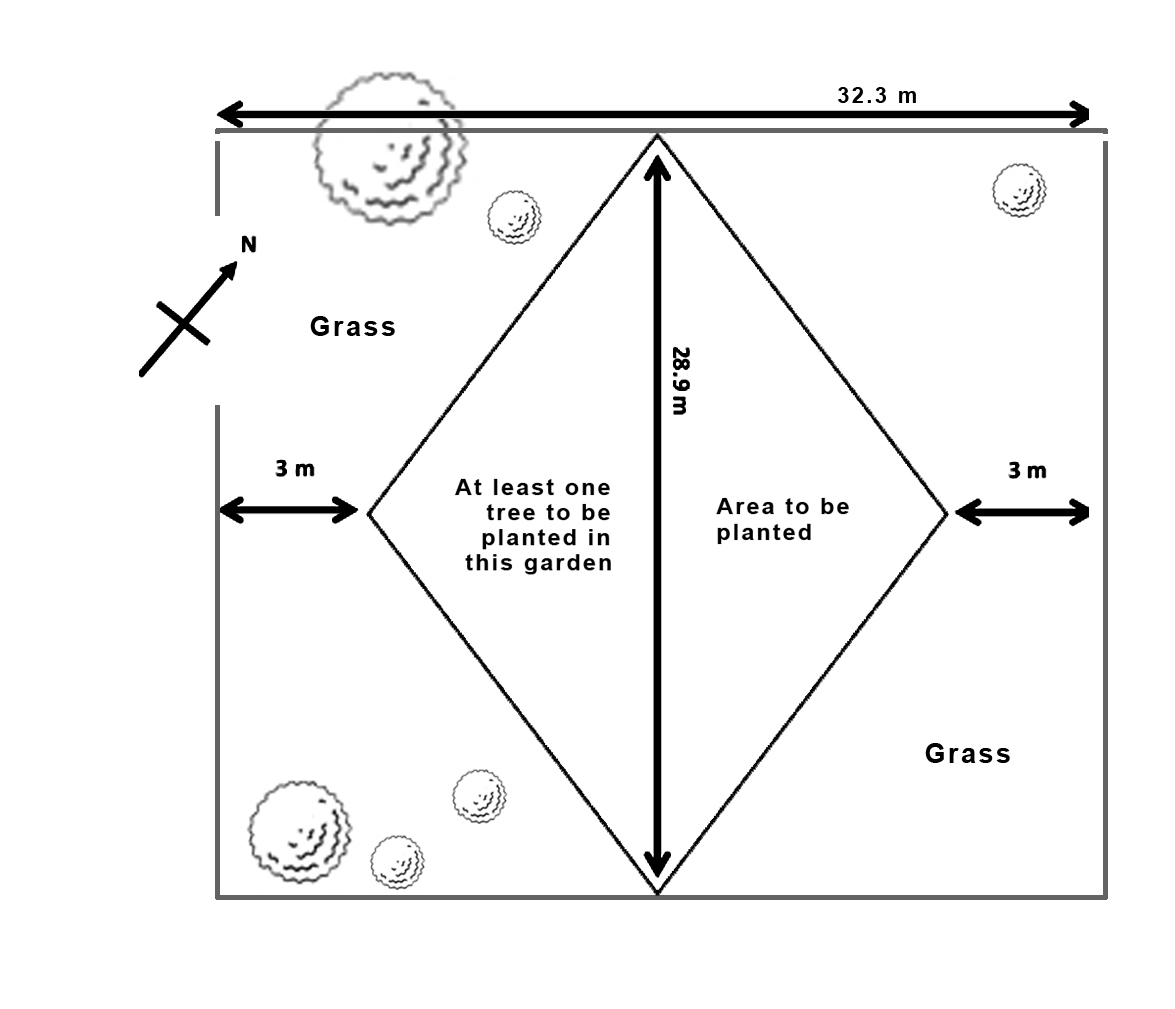 32.3 m
N
Grass
28.9 m
3 m
3 m
At least one
tree to be
planted in
this garden
Area to be
planted
Grass